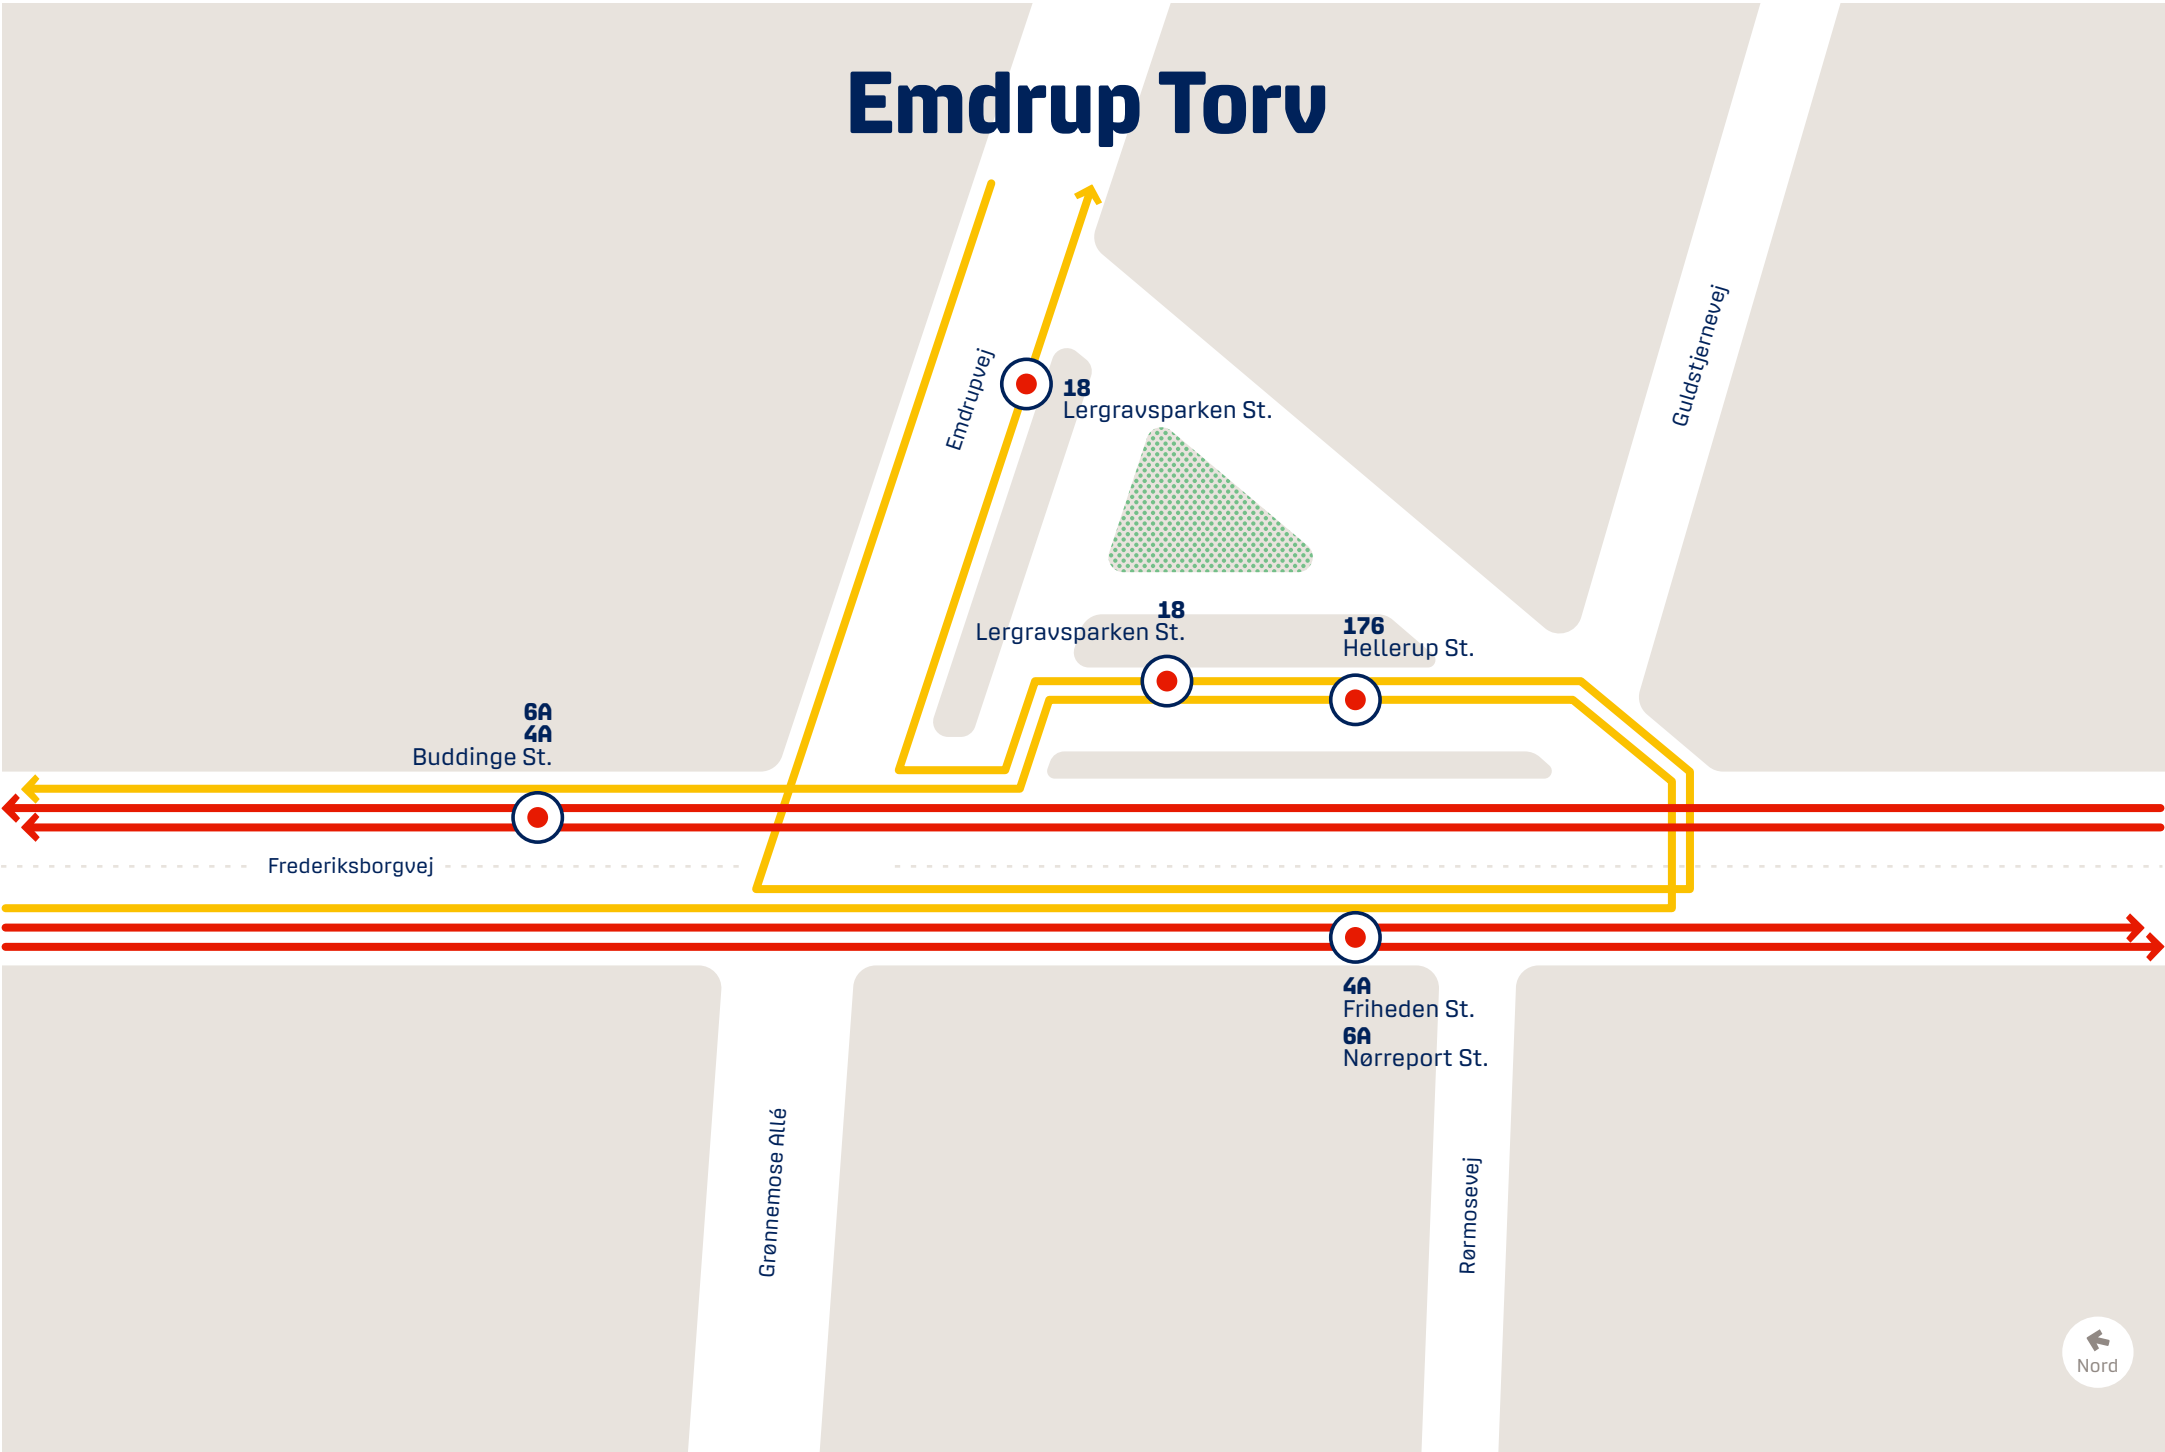 Emdrup Torv
Guldstjernevej
Emdrupvej
18
Lergravsparken St.
18
Lergravsparken St.
176
Hellerup St.
6A
4A
Buddinge St.
Frederiksborgvej
4A
Friheden St.
6A
Nørreport St.
Grønnemose Allé
Rørmosevej
Nord